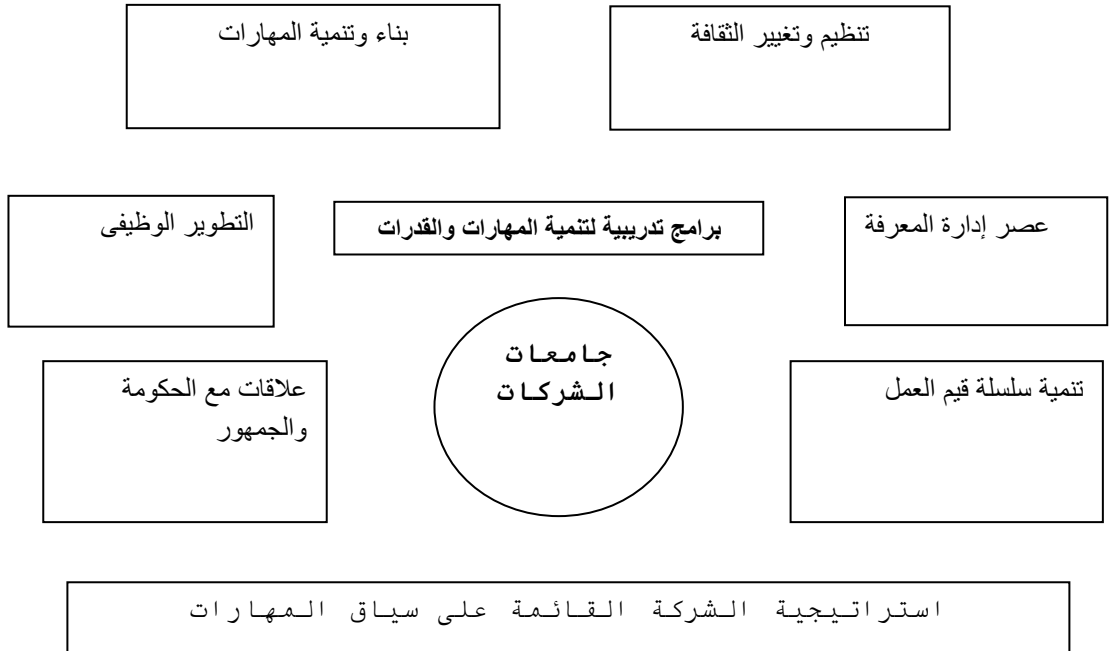 تنظيم وتغيير الثقافة
بناء وتنمية المهارات
عصر إدارة المعرفة
برامج تدريبية لتنمية المهارات والقدرات
التطوير الوظيفى
جامعات
الشركات
تنمية سلسلة قيم العمل
علاقات مع الحكومة
والجمهور
استراتيجية الشركة القائمة على سياق المهارات